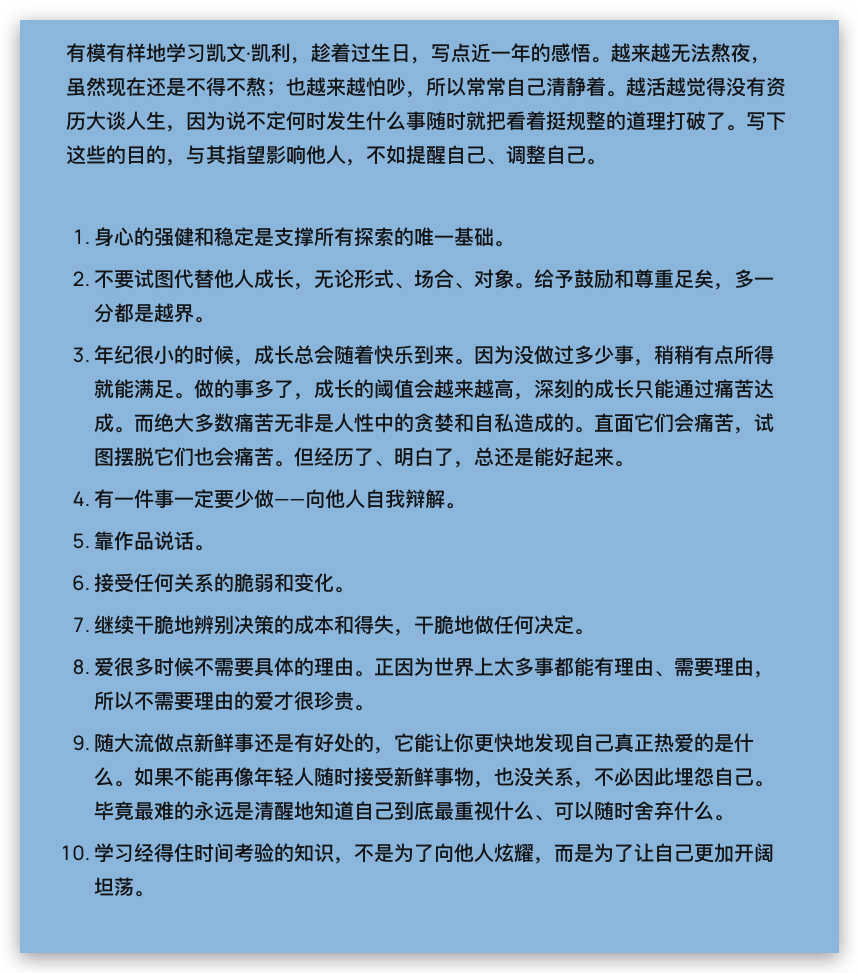 有模有样地学习凯文·凯利，趁着过生日，写点近一年的感悟。越来越无法熬夜，
虽然现在还是不得不熬；也越来越怕吵，所以常常自己清静着。越活越觉得没有资
历大谈人生，因为说不定何时发生什么事随时就把看着挺规整的道理打破了。写下
这些的目的，与其指望影响他人，不如提醒自己、调整自己。
1. 身心的强健和稳定是支撑所有探索的唯一基础。
2. 不要试图代替他人成长，无论形式、场合、对象。给予鼓励和尊重足矣，多一
分都是越界。
3. 年纪很小的时候，成长总会随着快乐到来。因为没做过多少事，稍稍有点所得
就能满足。做的事多了，成长的阈值会越来越高，深刻的成长只能通过痛苦达
成。而绝大多数痛苦无非是人性中的贪婪和自私造成的。直面它们会痛苦，试
图摆脱它们也会痛苦。但经历了、明白了，总还是能好起来。
4. 有一件事一定要少做——向他人自我辩解。
5. 靠作品说话。
6. 接受任何关系的脆弱和变化。
7. 继续干脆地辨别决策的成本和得失，干脆地做任何决定。
8. 爱很多时候不需要具体的理由。正因为世界上太多事都能有理由、需要理由，
所以不需要理由的爱才很珍贵。
9. 随大流做点新鲜事还是有好处的，它能让你更快地发现自己真正热爱的是什
么。如果不能再像年轻人随时接受新鲜事物，也没关系，不必因此埋怨自己。
毕竟最难的永远是清醒地知道自己到底最重视什么、可以随时舍弃什么。
10. 学习经得住时间考验的知识，不是为了向他人炫耀，而是为了让自己更加开阔
坦荡。